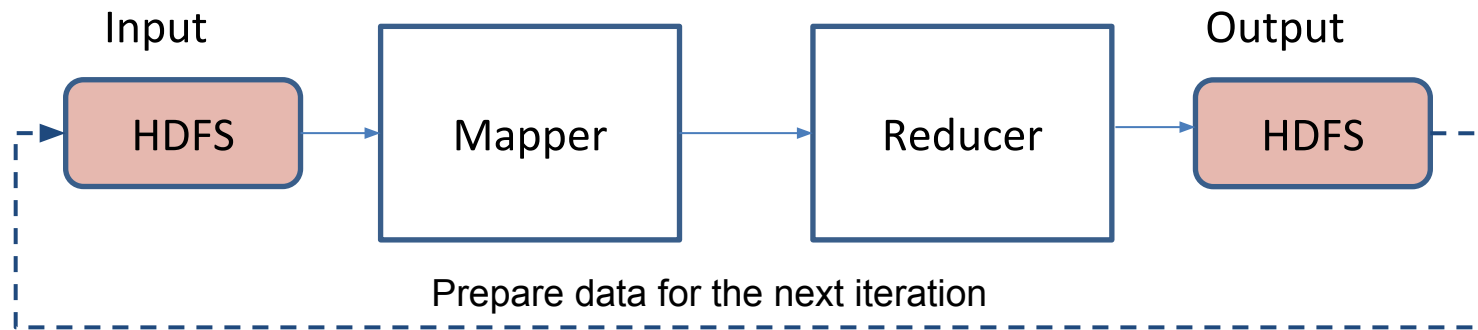 Input
Output
HDFS
Mapper
Reducer
HDFS
Prepare data for the next iteration